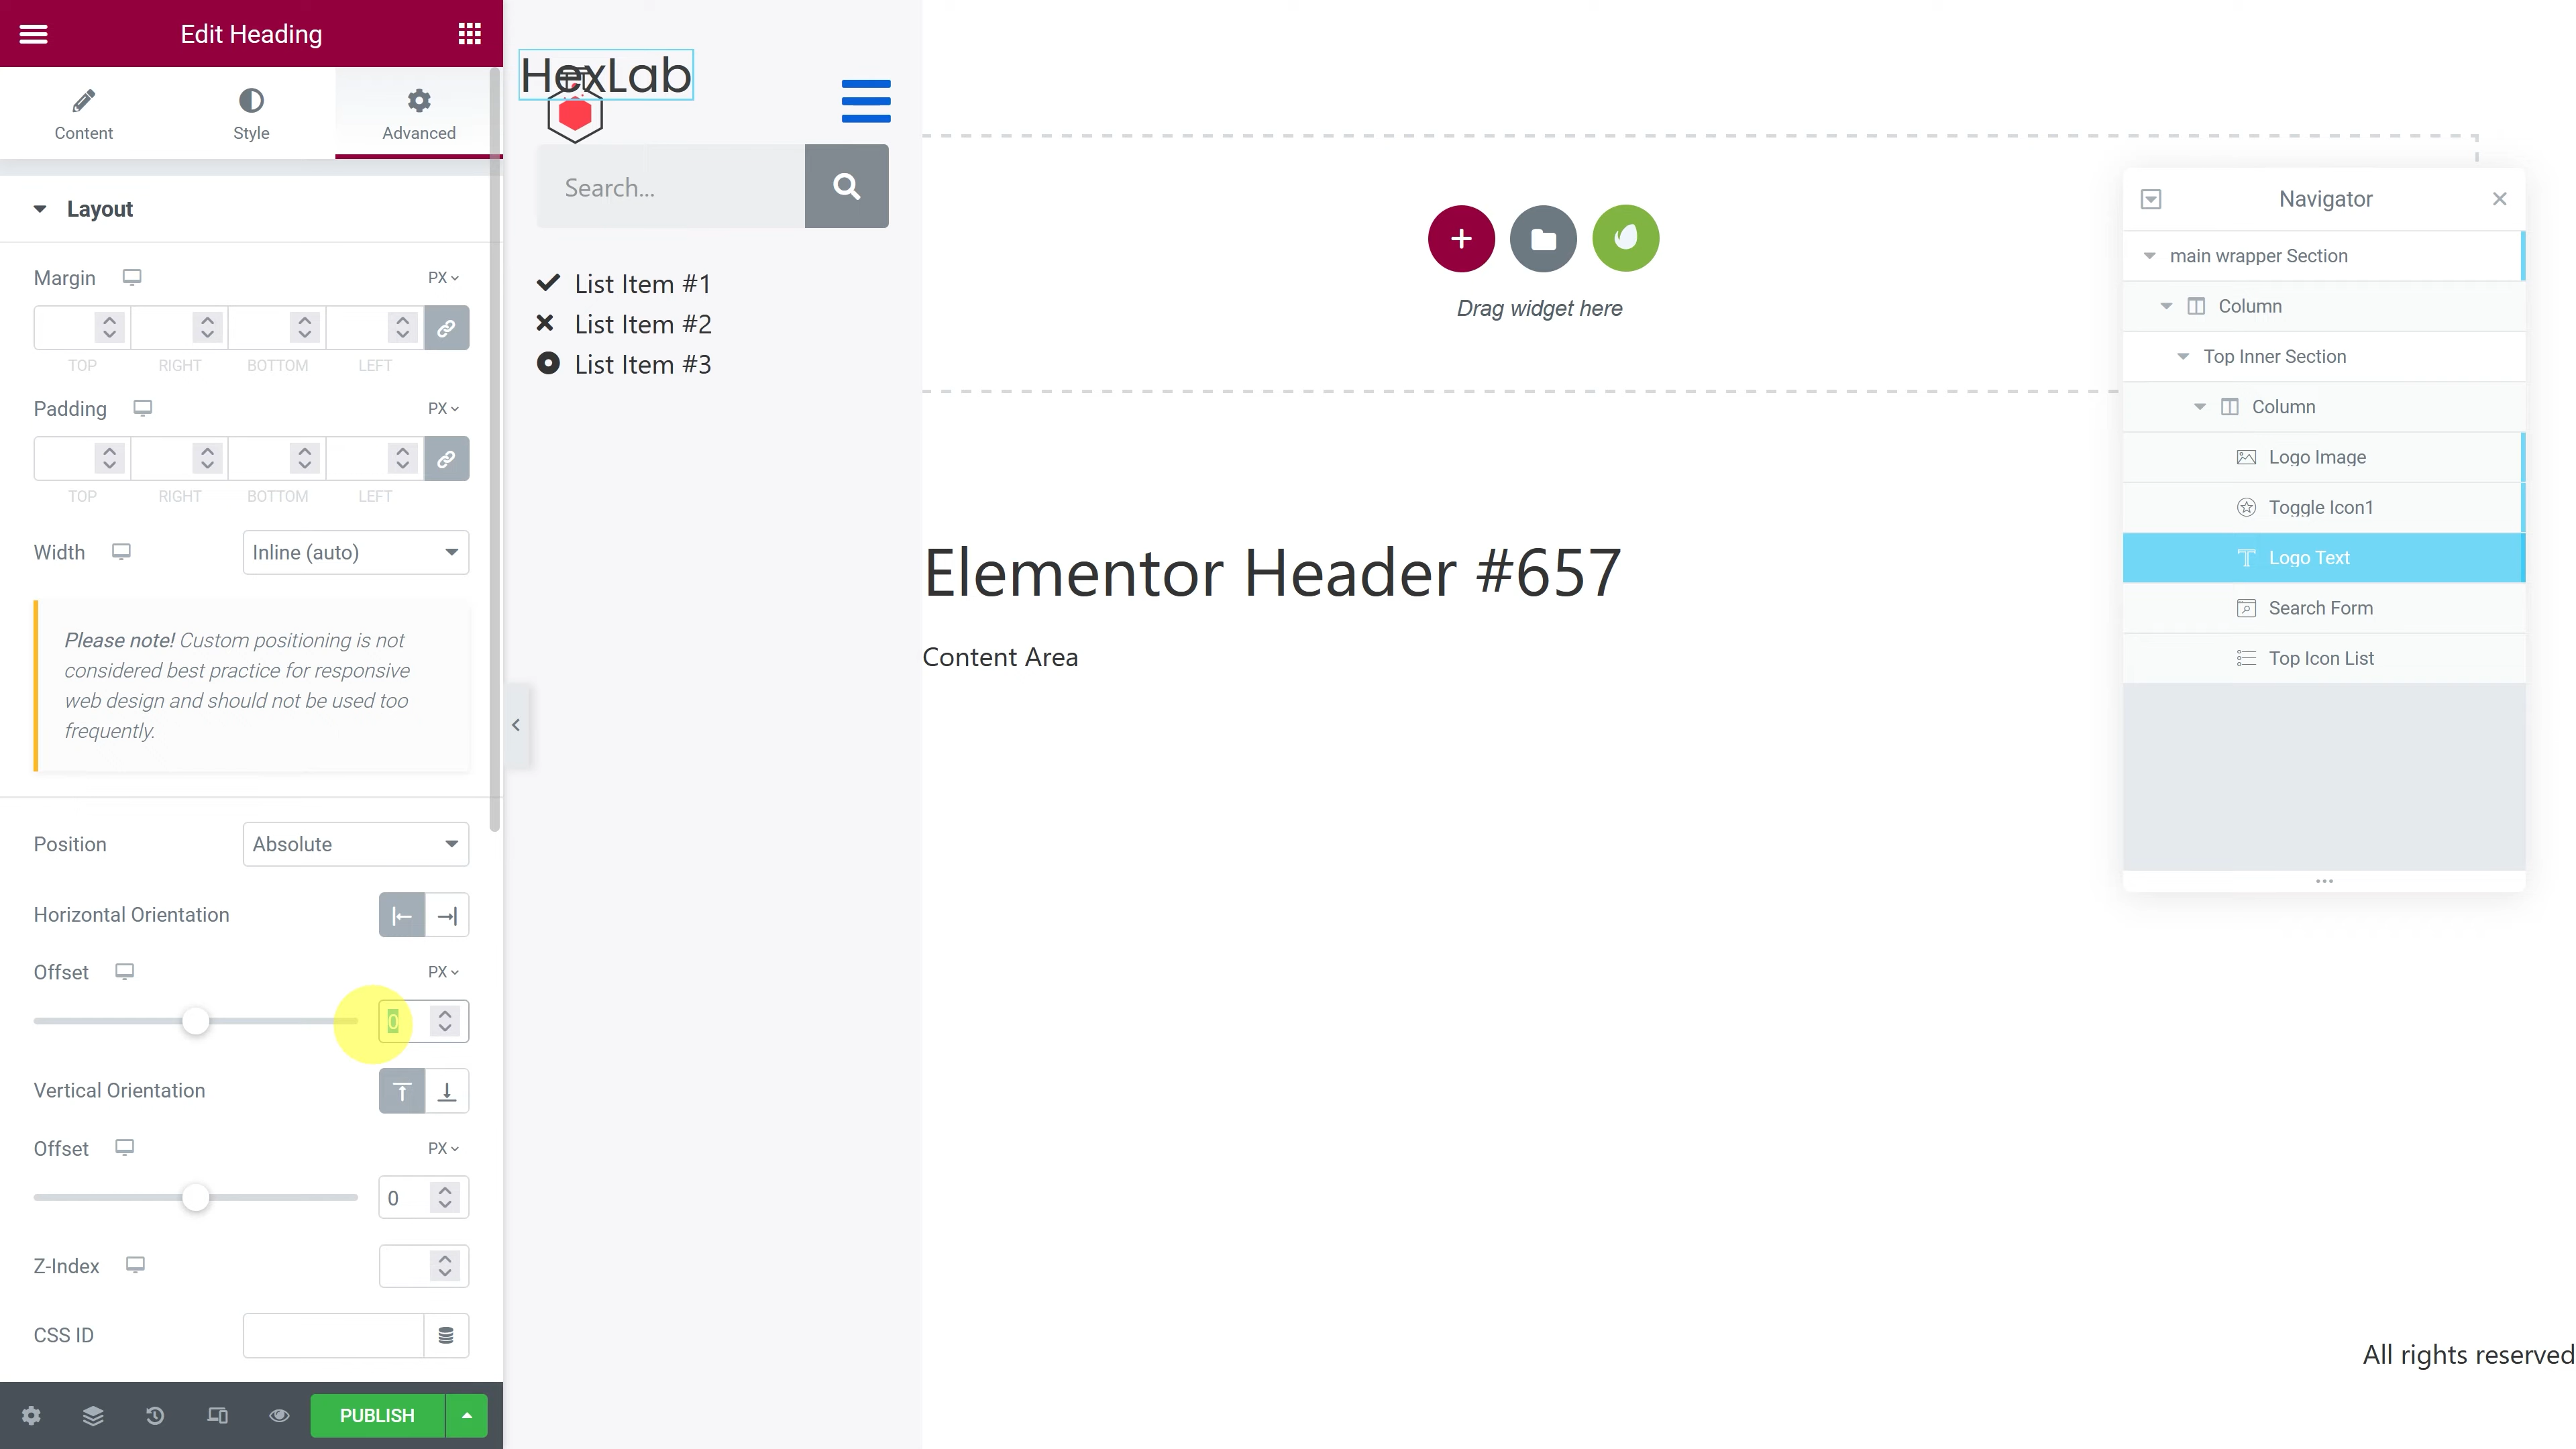 Edit Heading
Content
Style
Advanced
Layout
Margin
PX
TOP
RIGHT
BOTTOM
LEFT
Padding
PX
TOP
RIGHT
BOTTOM
LEFT
Width
Inline (auto)
Please note! Custom positioning is not
considered best practice for responsive
web design and should not be used too
frequently.
Position
Absolute
Horizontal Orientation
Offset
PX
0
Vertical Orientation
Offset
PX
0
Z-Index
CSS ID
PUBLISH
HexLab
Search...
List Item #1
List Item #2
List Item #3
Drag widget here
Elementor Header #657
Content Area
All rights reserved
Navigator
main wrapper Section
Column
Top Inner Section
Column
Logo Image
Toggle Icon1
Logo Text
Search Form
Top Icon List